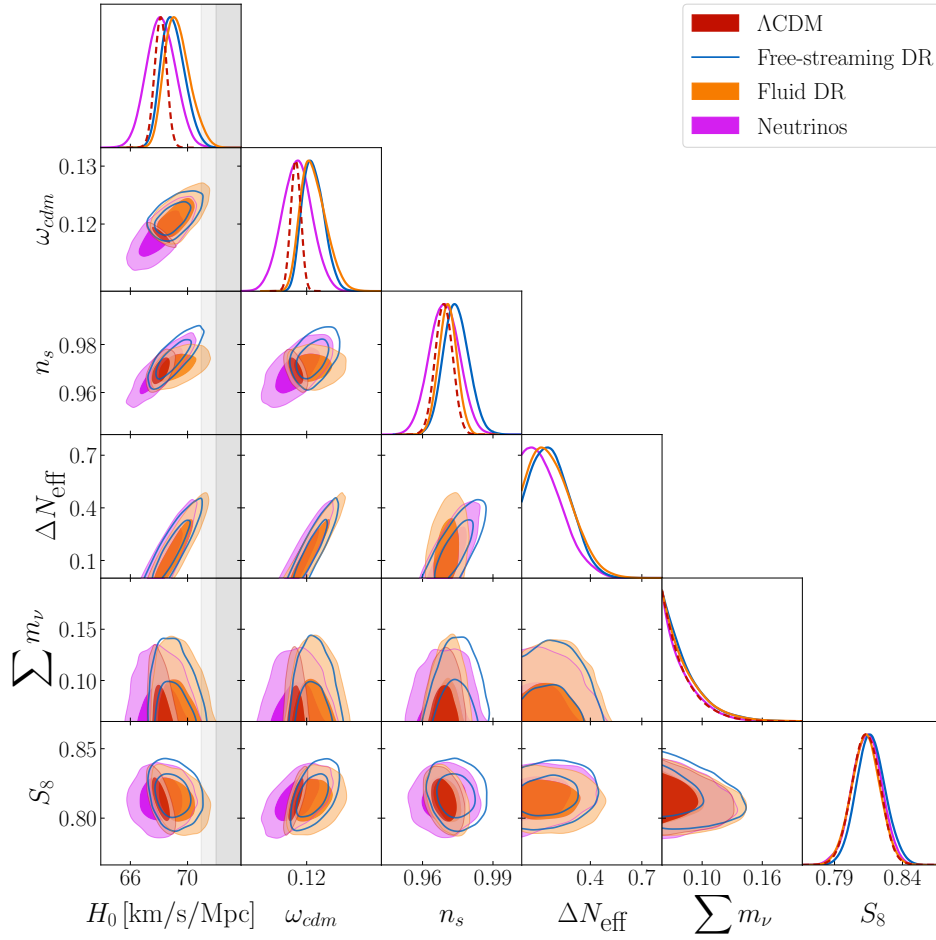 ΛCDM
Free-streaming DR
Fluid DR
Neutrinos
0.13
0.12
ω_cdm
0.98
0.96
n_s
0.7
0.4
0.1
ΔN_eff
0.15
0.10
∑ m_ν
0.85
0.80
S_8
66 70
0.12
0.96 0.99
0.4 0.7
0.10 0.16
0.79 0.84
H_0 [km/s/Mpc] ω_cdm n_s ΔN_eff ∑ m_ν S_8